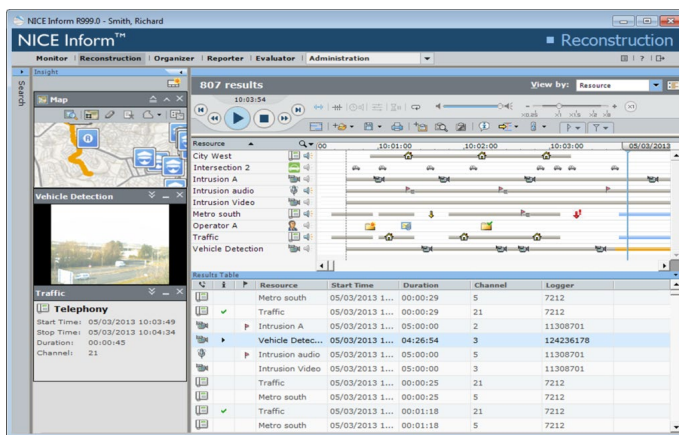 NICE Inform R999.0 - Smith, Richard
NICE Inform™
Reconstruction
Monitor Reconstruction Organizer Reporter Evaluator Administration
?
Search
Insight
Map
Vehicle Detection
Traffic
Telephony
Start Time: 05/03/2013 10:03:49
Stop Time: 05/03/2013 10:04:34
Duration: 00:00:45
Channel: 21
807 results
View by: Resource
10:03:54
Resource 00 10:01:00 10:02:00 10:03:00 05/03/2013
City West
Intersection 2
Intrusion A
Intrusion audio
Intrusion Video
Metro south
Operator A
Traffic
Vehicle Detection
Results Table
Resource Start Time Duration Channel Logger
Metro south 05/03/2013 1... 00:00:29 5 7212
Traffic 05/03/2013 1... 00:00:29 21 7212
Intrusion A 05/03/2013 1... 05:00:00 2 11308701
Vehicle Detec... 05/03/2013 1... 04:26:54 3 124236178
Intrusion audio 05/03/2013 1... 05:00:00 5 11308701
Intrusion Video 05/03/2013 1... 05:00:00 3 11308701
Traffic 05/03/2013 1... 00:00:25 21 7212
Metro south 05/03/2013 1... 00:00:25 5 7212
Traffic 05/03/2013 1... 00:01:18 21 7212
Metro south 05/03/2013 1... 00:01:18 5 7212